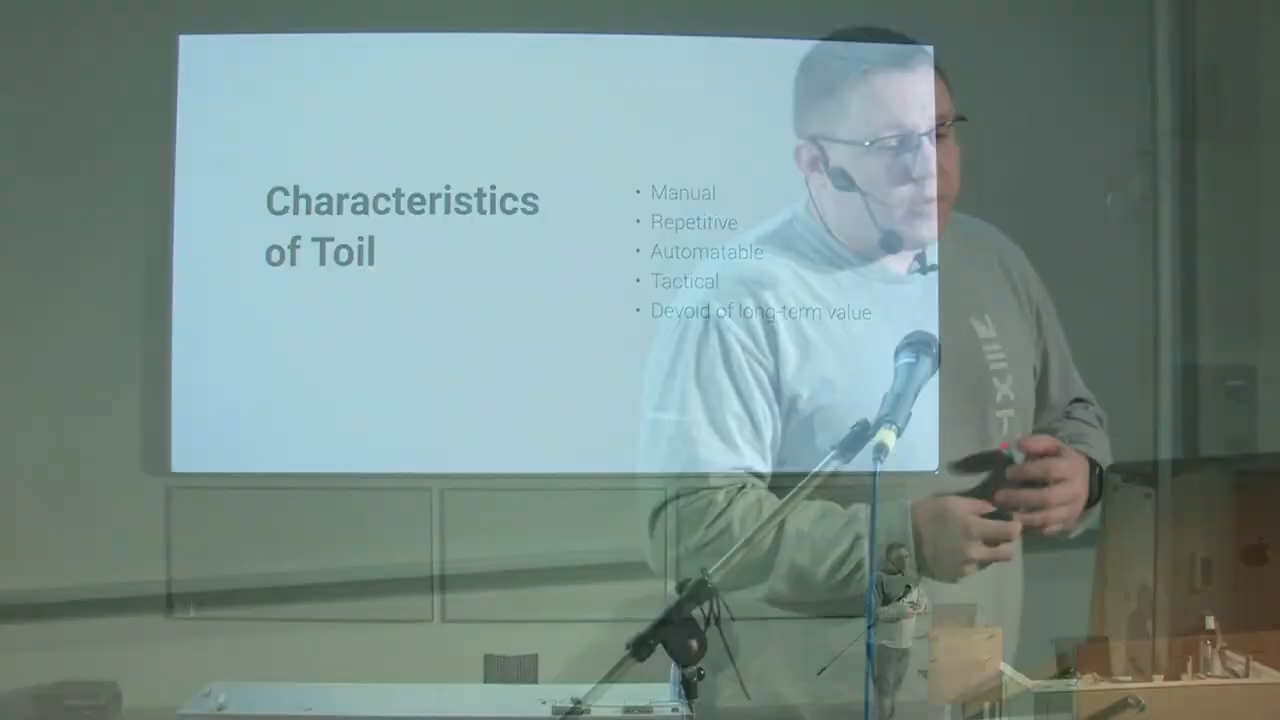 Characteristics
of Toil
• Manual
• Repetitive
• Automatable
• Tactical
• Devoid of long-term value